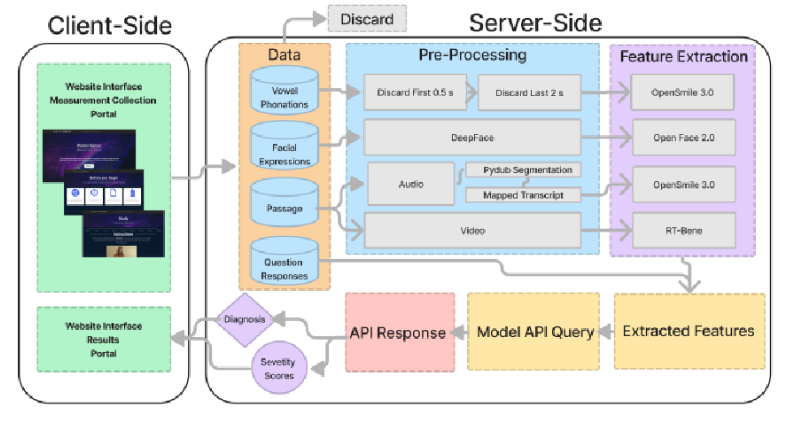 Discard
Client-Side
Server-Side
Data
Pre-Processing
Feature Extraction
Website Interface
Measurement Collection
Portal
Vowel
Phonations
Discard First 0.5 s
Discard Last 2 s
OpenSmile 3.0
Facial
Expressions
DeepFace
Open Face 2.0
Passage
Audio
Pydub Segmentation
Mapped Transcript
OpenSmile 3.0
Video
RT-Bene
Question
Responses
Website Interface
Results
Portal
Diagnosis
Sevetity
Scores
API Response
Model API Query
Extracted Features